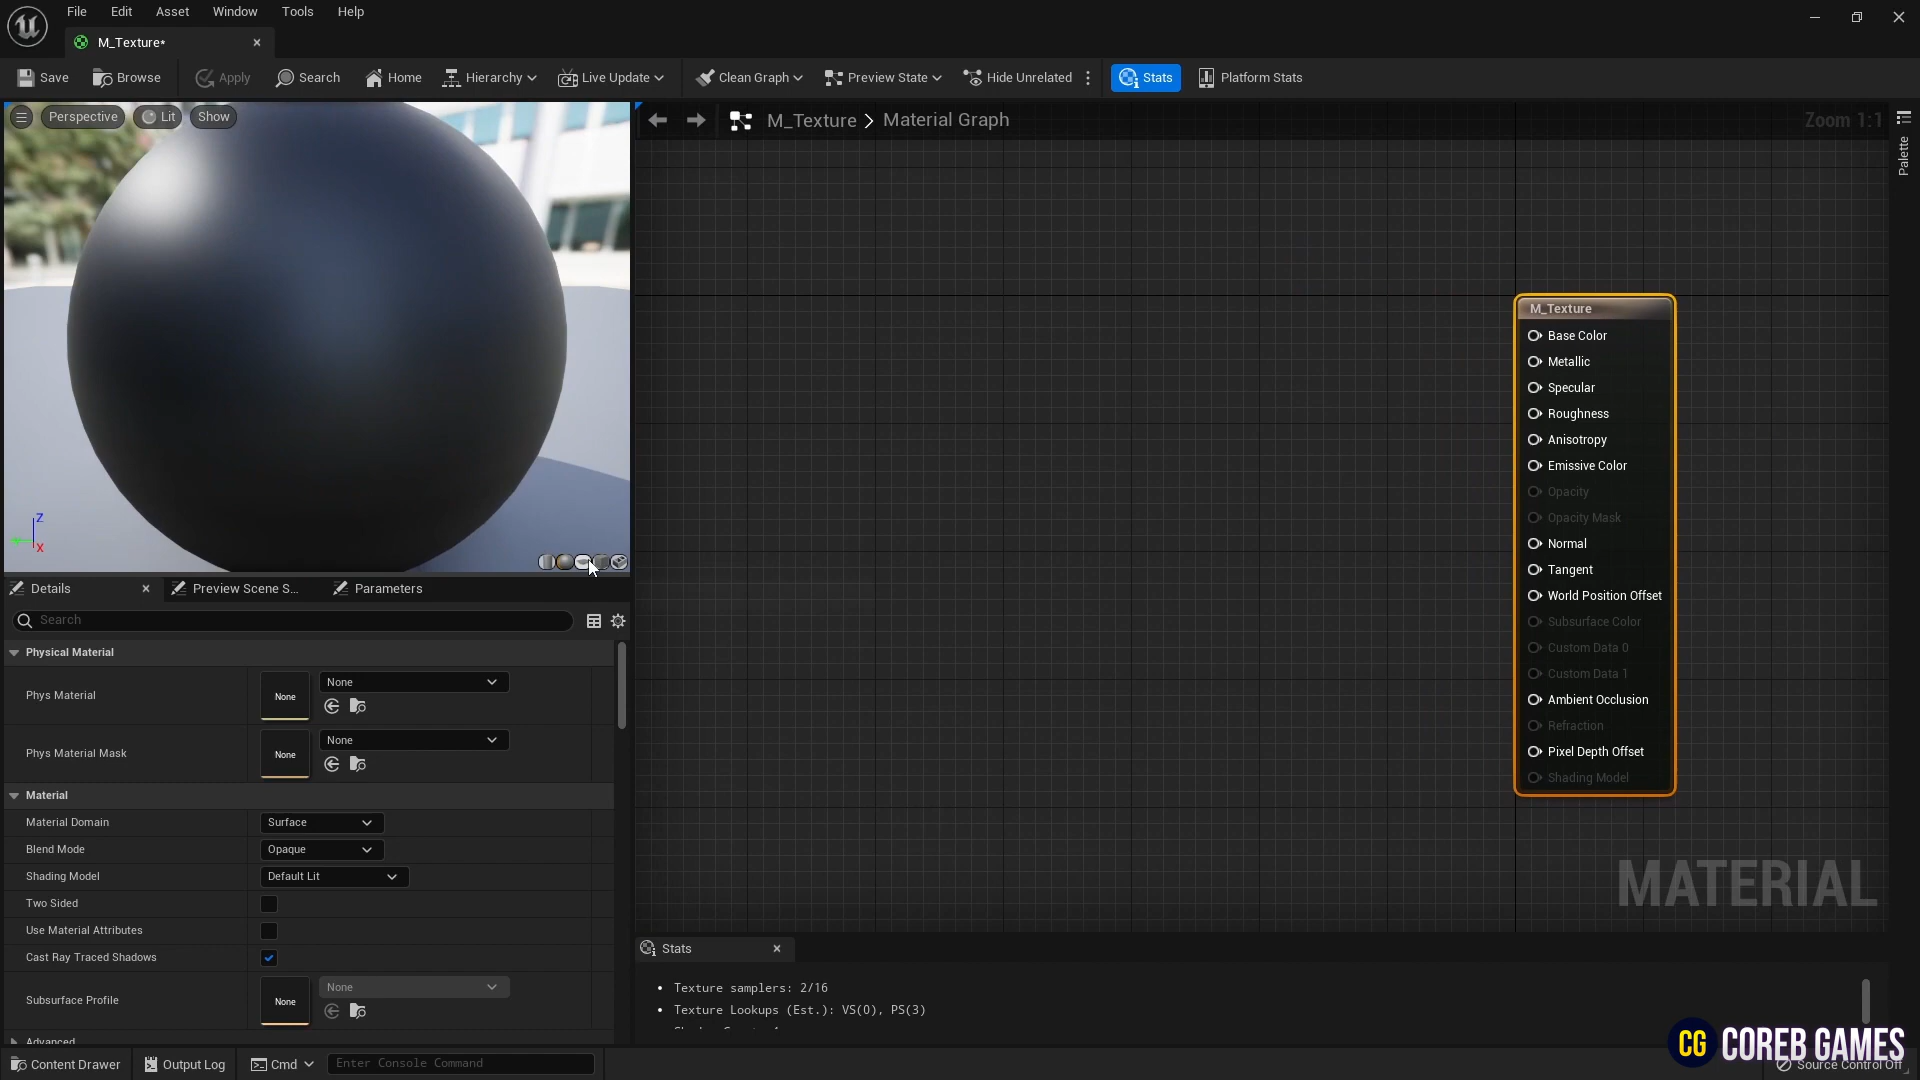 File Edit Asset Window Tools Help
M_Texture*
Save Browse Apply Search Home Hierarchy Live Update Clean Graph Preview State Hide Unrelated Stats Platform Stats
Perspective Lit Show
M_Texture > Material Graph
Zoom 1:1
Palette
M_Texture
Base Color
Metallic
Specular
Roughness
Anisotropy
Emissive Color
Opacity
Opacity Mask
Normal
Tangent
World Position Offset
Subsurface Color
Custom Data 0
Custom Data 1
Ambient Occlusion
Refraction
Pixel Depth Offset
Shading Model
MATERIAL
Z
X
Details Preview Scene S... Parameters
Search
Physical Material
Phys Material None None
Phys Material Mask None None
Material
Material Domain Surface
Blend Mode Opaque
Shading Model Default Lit
Two Sided
Use Material Attributes
Cast Ray Traced Shadows
Subsurface Profile None None
Advanced
Stats
• Texture samplers: 2/16
• Texture Lookups (Est.): VS(0), PS(3)
CG COREB GAMES
Content Drawer Output Log Cmd Enter Console Command Source Control Off